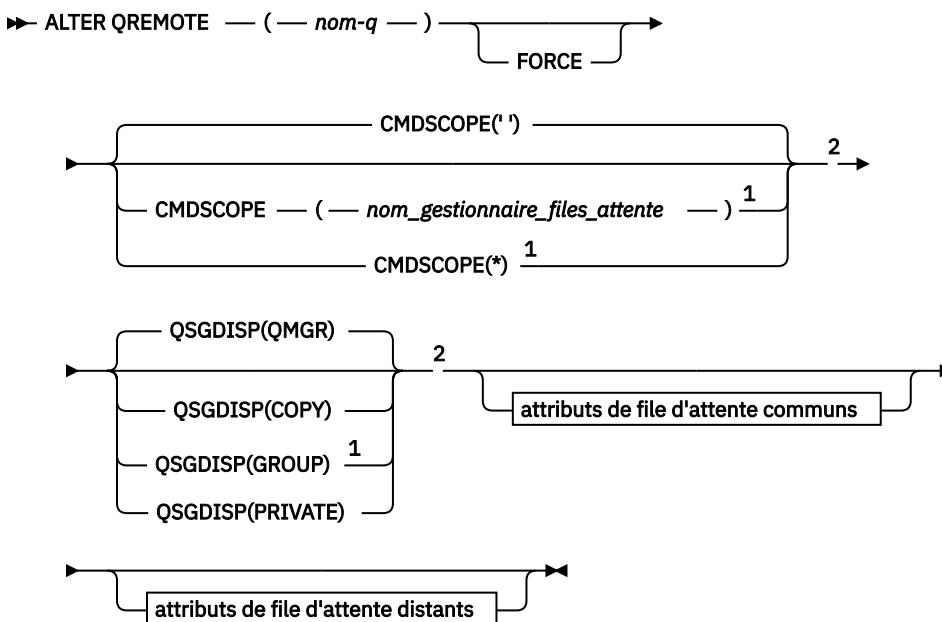 ALTER QREMOTE ( nom-q )
FORCE
CMDSCOPE(' ')
2
CMDSCOPE ( nom_gestionnaire_files_attente ) 1
CMDSCOPE(*) 1
QSGDISP(QMGR)
2
QSGDISP(COPY)
attributs de file d'attente communs
QSGDISP(GROUP) 1
QSGDISP(PRIVATE)
attributs de file d'attente distants